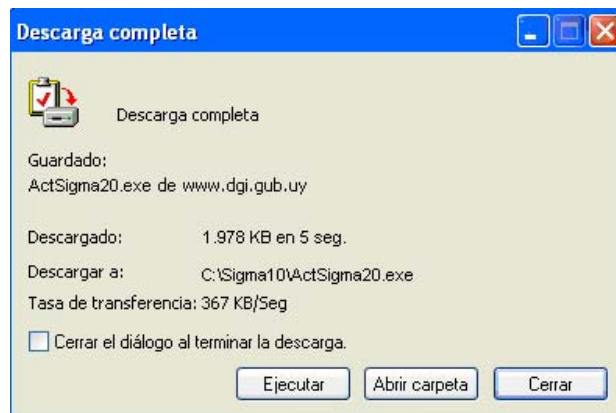 Descarga completa
Descarga completa
Guardado:
ActSigma20.exe de www.dgi.gub.uy
Descargado: 1.978 KB en 5 seg.
Descargar a: C:\Sigma10\ActSigma20.exe
Tasa de transferencia: 367 KB/Seg
Cerrar el diálogo al terminar la descarga.
Ejecutar Abrir carpeta Cerrar